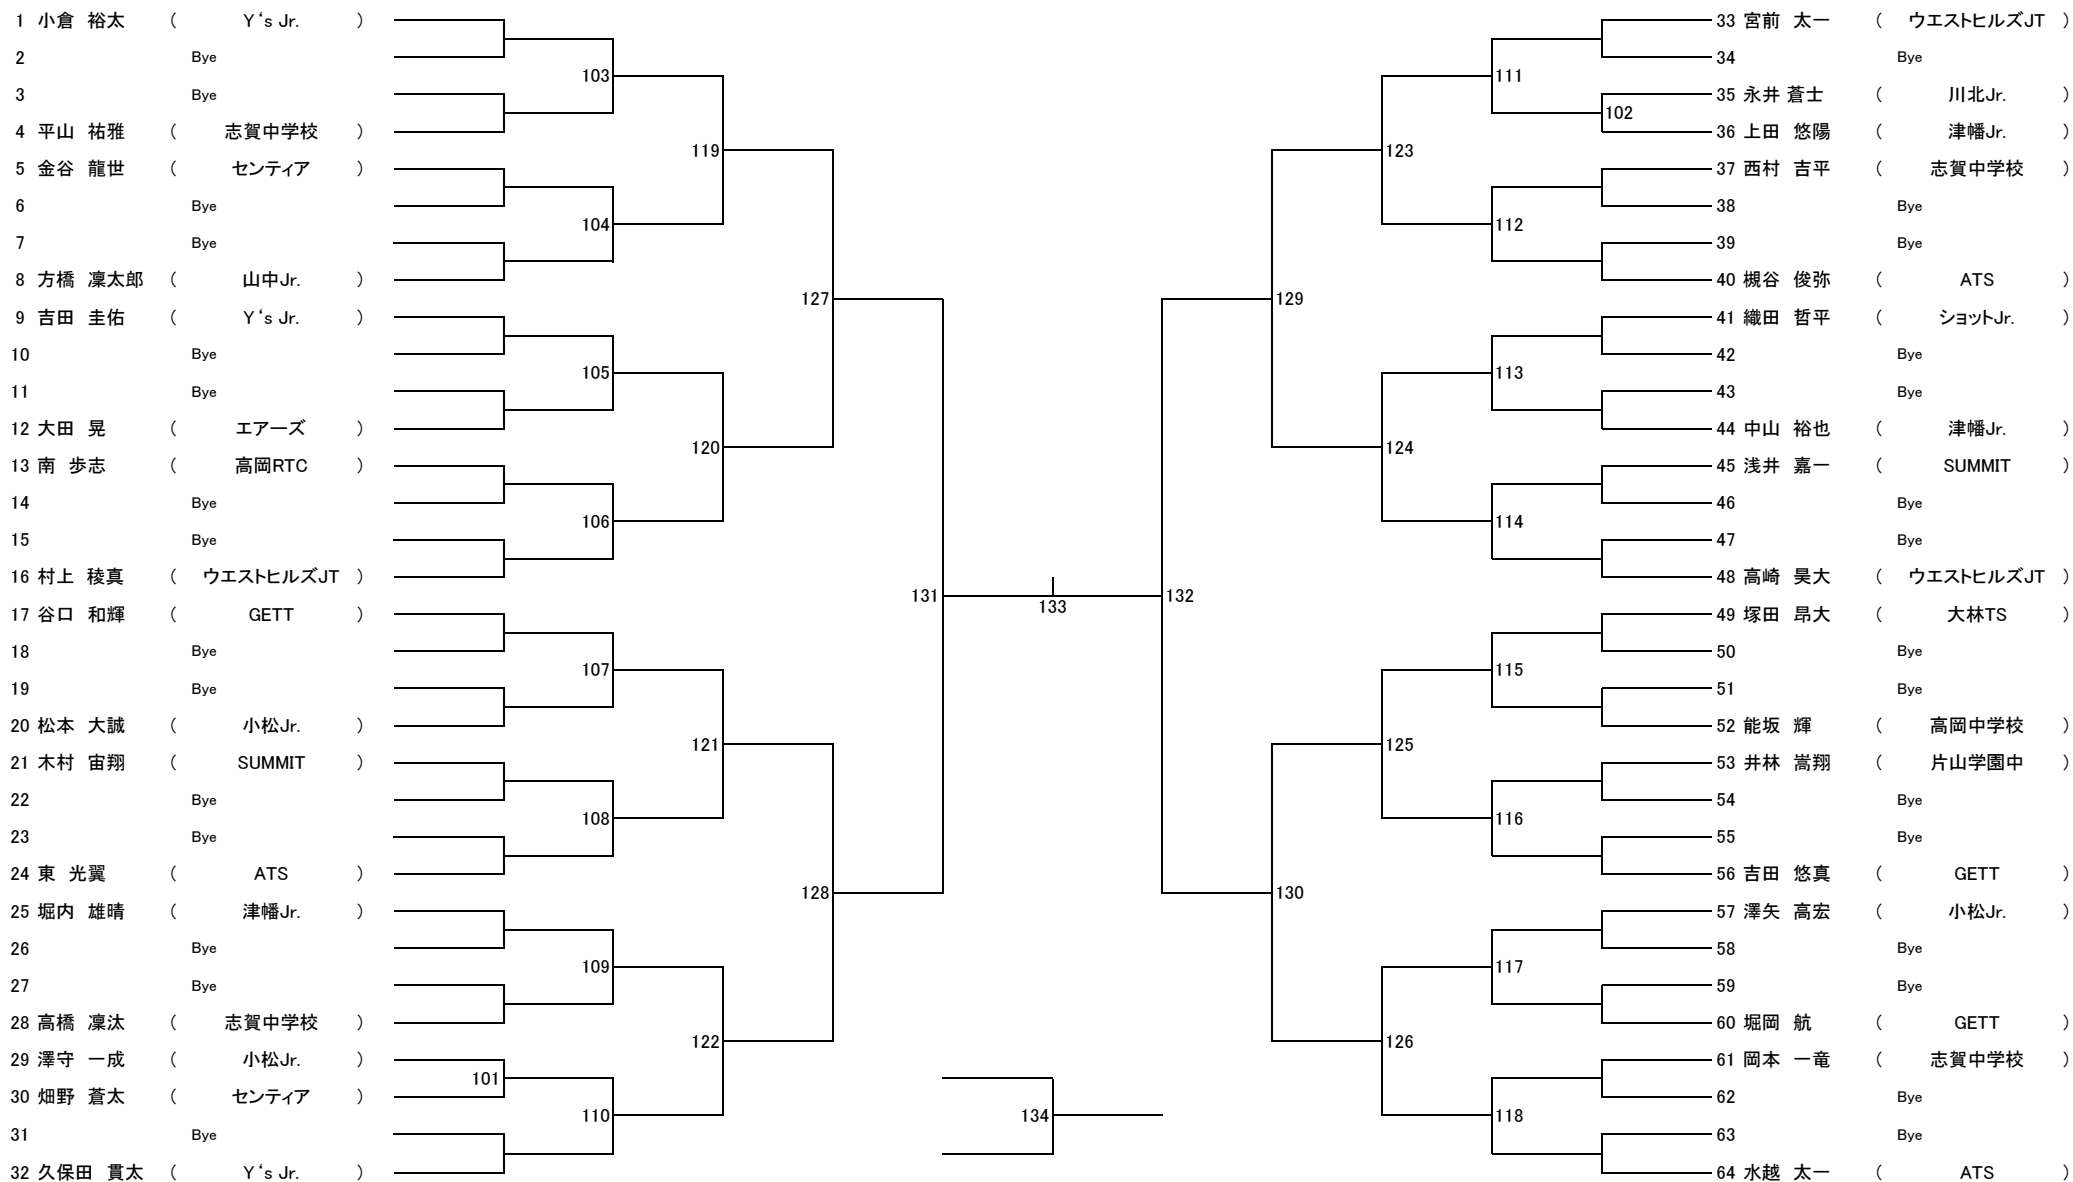 1 小倉 裕太 ( Y‘s Jr. )
2 Bye
103
3 Bye
4 平山 祐雅 ( 志賀中学校 )
119
5 金谷 龍世 ( センティア )
6 Bye
104
7 Bye
8 方橋 凜太郎 ( 山中Jr. )
127
9 吉田 圭佑 ( Y‘s Jr. )
10 Bye
105
11 Bye
12 大田 晃 ( エアーズ )
120
13 南 歩志 ( 高岡RTC )
14 Bye
106
15 Bye
16 村上 稜真 ( ウエストヒルズJT )
131
17 谷口 和輝 ( GETT )
18 Bye
107
19 Bye
20 松本 大誠 ( 小松Jr. )
121
21 木村 宙翔 ( SUMMIT )
22 Bye
108
23 Bye
24 東 光翼 ( ATS )
128
25 堀内 雄晴 ( 津幡Jr. )
26 Bye
109
27 Bye
28 高橋 凜汰 ( 志賀中学校 )
122
29 澤守 一成 ( 小松Jr. )
101
30 畑野 蒼太 ( センティア )
110
31 Bye
32 久保田 貫太 ( Y‘s Jr. )
133
134
33 宮前 太一 ( ウエストヒルズJT )
34 Bye
111
35 永井 蒼士 ( 川北Jr. )
102
36 上田 悠陽 ( 津幡Jr. )
123
37 西村 吉平 ( 志賀中学校 )
38 Bye
112
39 Bye
40 槻谷 俊弥 ( ATS )
129
41 織田 哲平 ( ショットJr. )
42 Bye
113
43 Bye
44 中山 裕也 ( 津幡Jr. )
124
45 浅井 嘉一 ( SUMMIT )
46 Bye
114
47 Bye
48 高崎 昊大 ( ウエストヒルズJT )
132
49 塚田 昂大 ( 大林TS )
50 Bye
115
51 Bye
52 能坂 輝 ( 高岡中学校 )
125
53 井林 嵩翔 ( 片山学園中 )
54 Bye
116
55 Bye
56 吉田 悠真 ( GETT )
130
57 澤矢 高宏 ( 小松Jr. )
58 Bye
117
59 Bye
60 堀岡 航 ( GETT )
126
61 岡本 一竜 ( 志賀中学校 )
62 Bye
118
63 Bye
64 水越 太一 ( ATS )